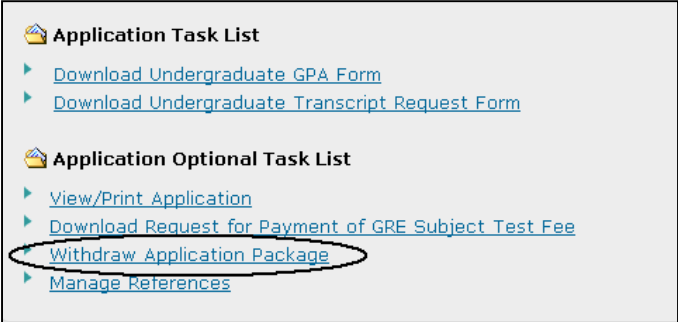 Application Task List
Download Undergraduate GPA Form
Download Undergraduate Transcript Request Form
Application Optional Task List
View/Print Application
Download Request for Payment of GRE Subject Test Fee
Withdraw Application Package
Manage References